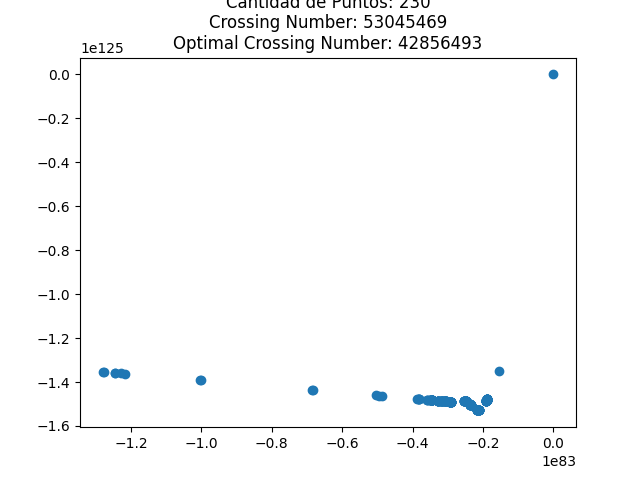 Cantidad de Puntos: 230
Crossing Number: 53045469
Optimal Crossing Number: 42856493
1e125
0.0
−0.2
−0.4
−0.6
−0.8
−1.0
−1.2
−1.4
−1.6
−1.2 −1.0 −0.8 −0.6 −0.4 −0.2 0.0
1e83